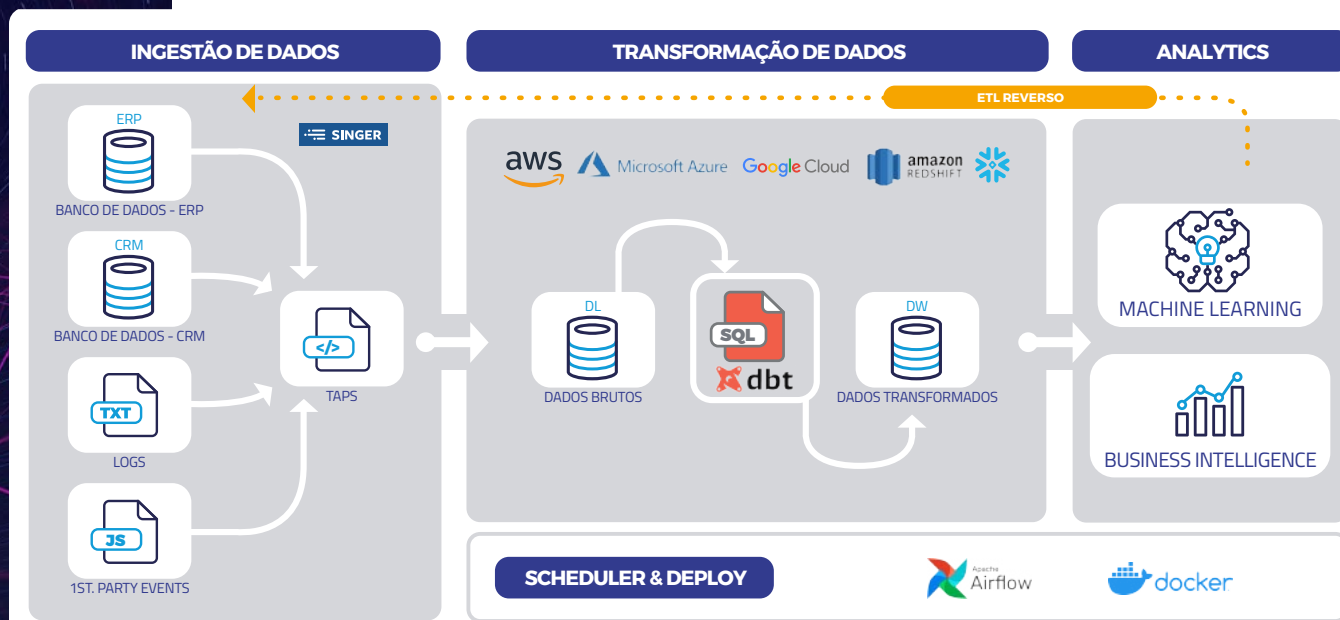 INGESTÃO DE DADOS
TRANSFORMAÇÃO DE DADOS
ANALYTICS
ETL REVERSO
SINGER
ERP
BANCO DE DADOS - ERP
CRM
BANCO DE DADOS - CRM
TXT
LOGS
JS
1ST. PARTY EVENTS
</>
TAPS
aws
Microsoft Azure
Google Cloud
amazon
REDSHIFT
DL
DADOS BRUTOS
SQL
dbt
DW
DADOS TRANSFORMADOS
MACHINE LEARNING
BUSINESS INTELLIGENCE
SCHEDULER & DEPLOY
Apache
Airflow
docker